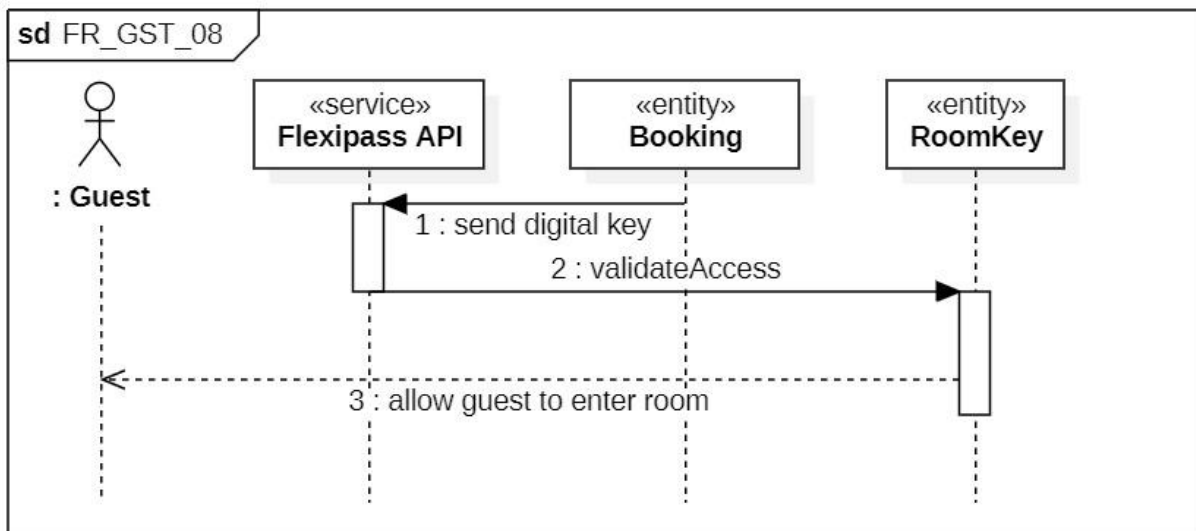 sd FR_GST_08
: Guest
«service»
Flexipass API
«entity»
Booking
«entity»
RoomKey
1 : send digital key
2 : validateAccess
3 : allow guest to enter room